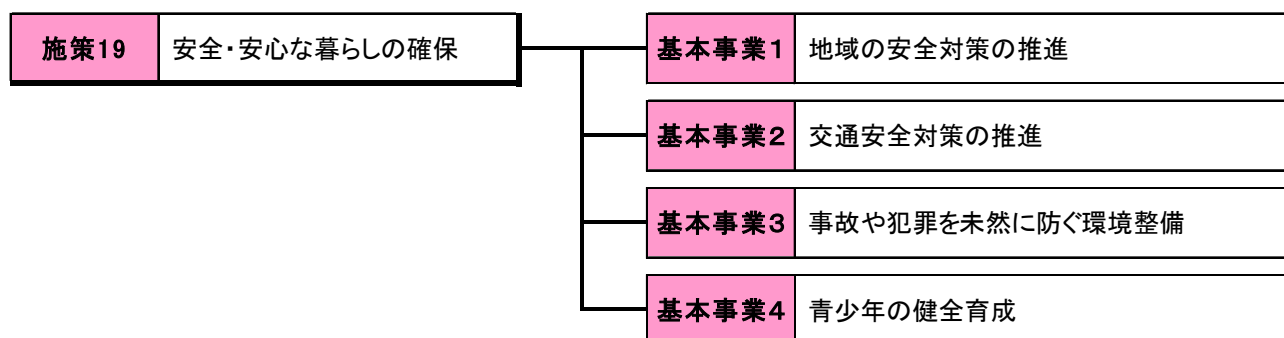 施策19 安全・安心な暮らしの確保
基本事業1 地域の安全対策の推進
基本事業2 交通安全対策の推進
基本事業3 事故や犯罪を未然に防ぐ環境整備
基本事業4 青少年の健全育成